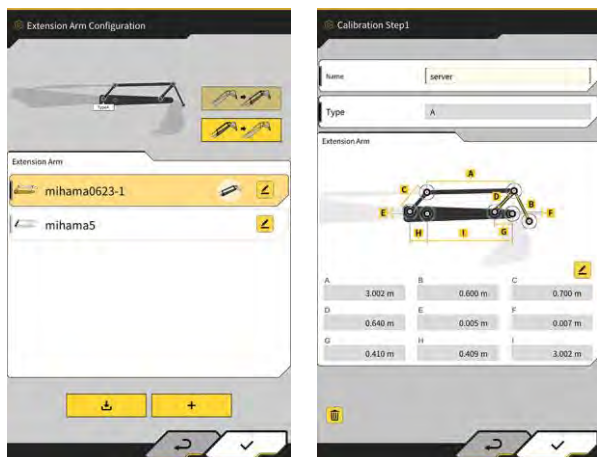 Extension Arm Configuration
TypeA
Extension Arm
mihama0623-1
mihama5
Calibration Step1
Name
server
Type
A
Extension Arm
A
C
D
B
E
F
H
I
G
A
B
C
3.002 m
0.600 m
0.700 m
D
E
F
0.640 m
0.005 m
0.007 m
G
H
I
0.410 m
0.409 m
3.002 m